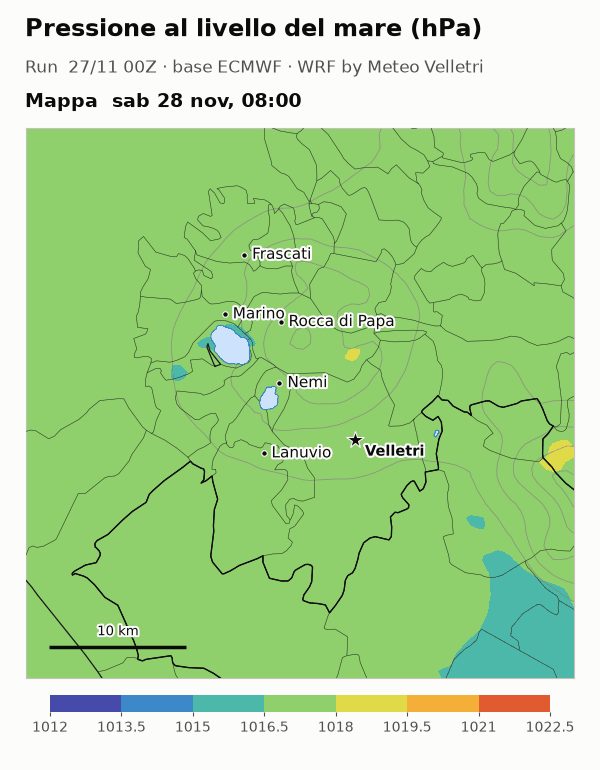 Pressione al livello del mare (hPa)
Run  27/11 00Z · base ECMWF · WRF by Meteo Velletri
Mappa  sab 28 nov, 08:00
Frascati
Marino
Rocca di Papa
Nemi
Velletri
Lanuvio
10 km
1012 1013.5 1015 1016.5 1018 1019.5 1021 1022.5